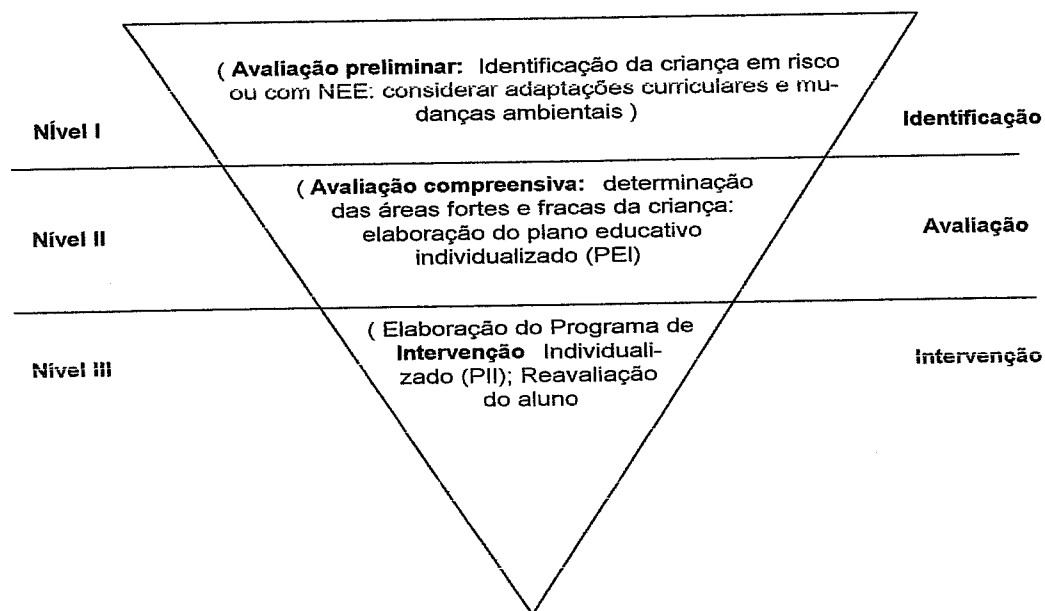 ( Avaliação preliminar: Identificação da criança em risco
ou com NEE: considerar adaptações curriculares e mu-
danças ambientais )
Nível I
Identificação
( Avaliação compreensiva: determinação
das áreas fortes e fracas da criança:
elaboração do plano educativo
individualizado (PEI)
Nível II
Avaliação
( Elaboração do Programa de
Intervenção Individuali-
zado (PII); Reavaliação
do aluno
Nível III
Intervenção